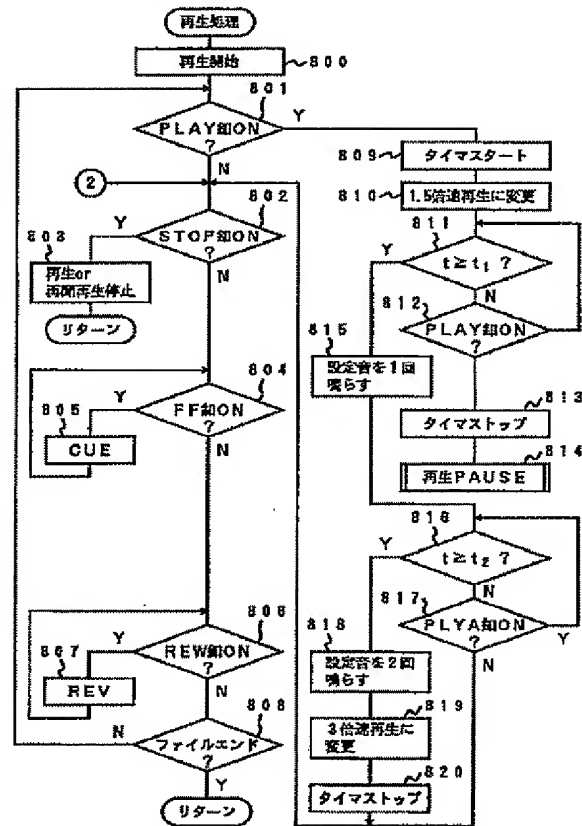 再生処理
再生開始
800
801
PLAY釦ON
?
Y
N
2
802
STOP釦ON
?
Y
N
803
再生or
再開再生停止
リターン
804
FF釦ON
?
Y
N
805
CUE
806
REW釦ON
?
Y
N
807
REV
808
ファイルエンド
?
N
Y
リターン
809
タイマスタート
810
1.5倍速再生に変更
811
t≧t₁ ?
Y
N
812
PLAY釦ON
?
Y
815
設定音を1回
鳴らす
813
タイマストップ
814
再生PAUSE
816
t≧t₂ ?
Y
N
817
PLYA釦ON
?
Y
N
818
設定音を2回
鳴らす
819
3倍速再生に
変更
820
タイマストップ